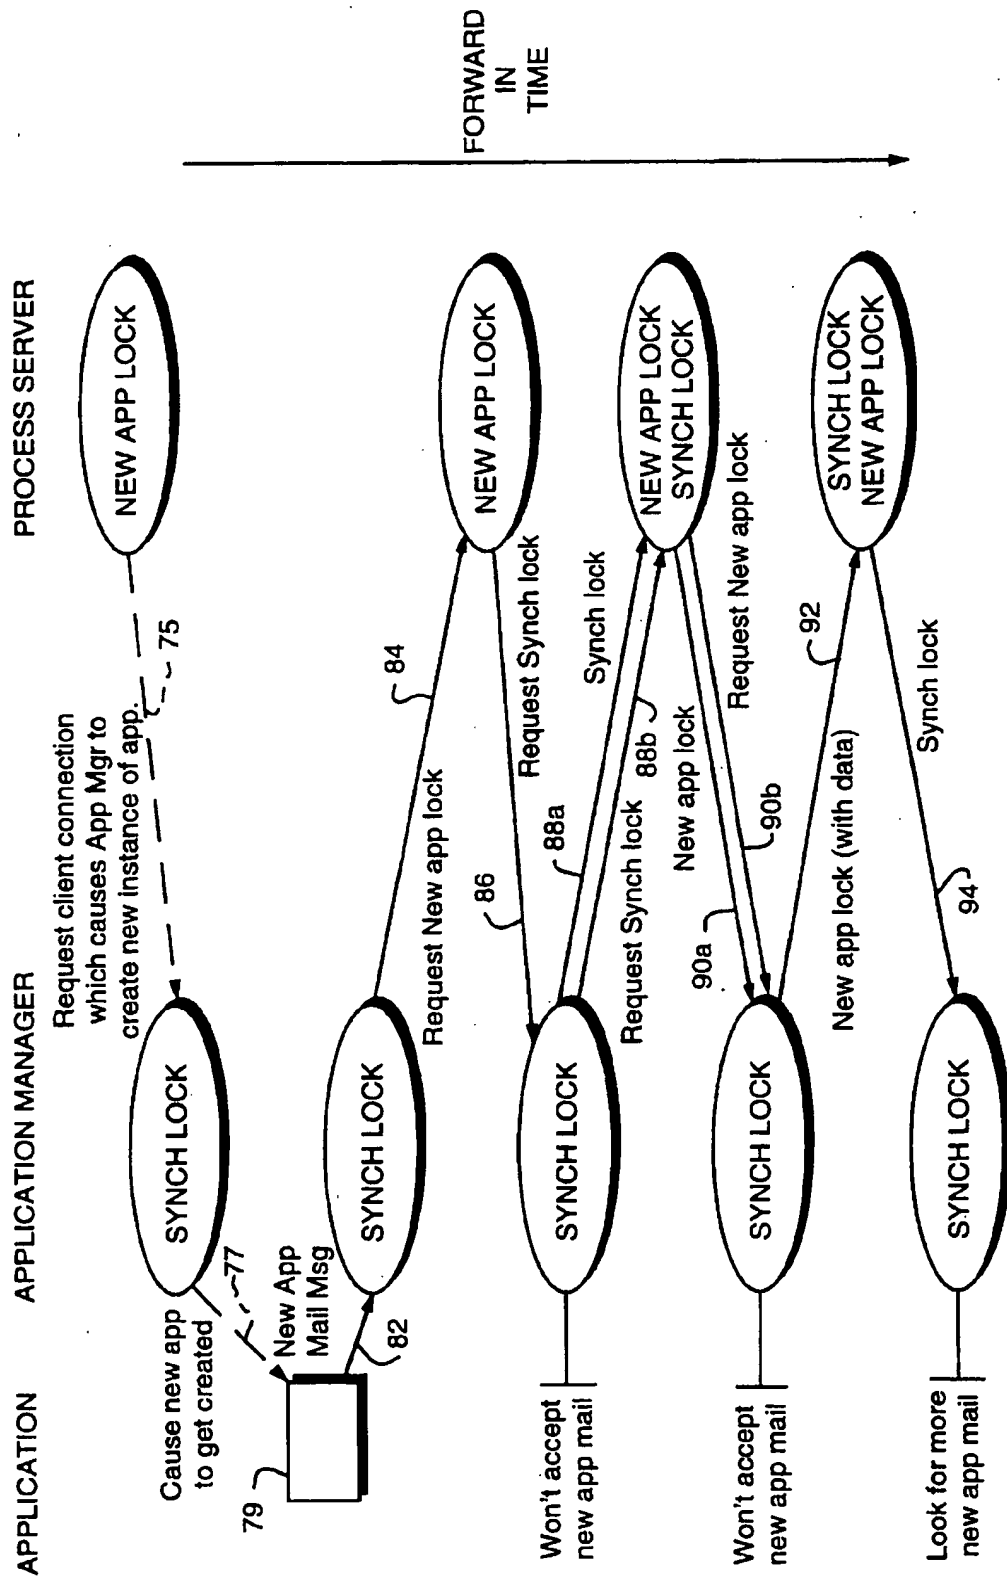 APPLICATION
APPLICATION MANAGER
PROCESS SERVER
Request client connection
which causes App Mgr to
create new instance of app.
75
NEW APP LOCK
SYNCH LOCK
FORWARD
IN
TIME
Cause new app
to get created
77
New App
Mail Msg
79
82
SYNCH LOCK
84
Request New app lock
NEW APP LOCK
86
Request Synch lock
Won't accept
new app mail
SYNCH LOCK
88a
Synch lock
Request Synch lock
88b
NEW APP LOCK
SYNCH LOCK
New app lock
90a
Request New app lock
90b
Won't accept
new app mail
SYNCH LOCK
92
New app lock (with data)
SYNCH LOCK
NEW APP LOCK
Synch lock
94
Look for more
new app mail
SYNCH LOCK